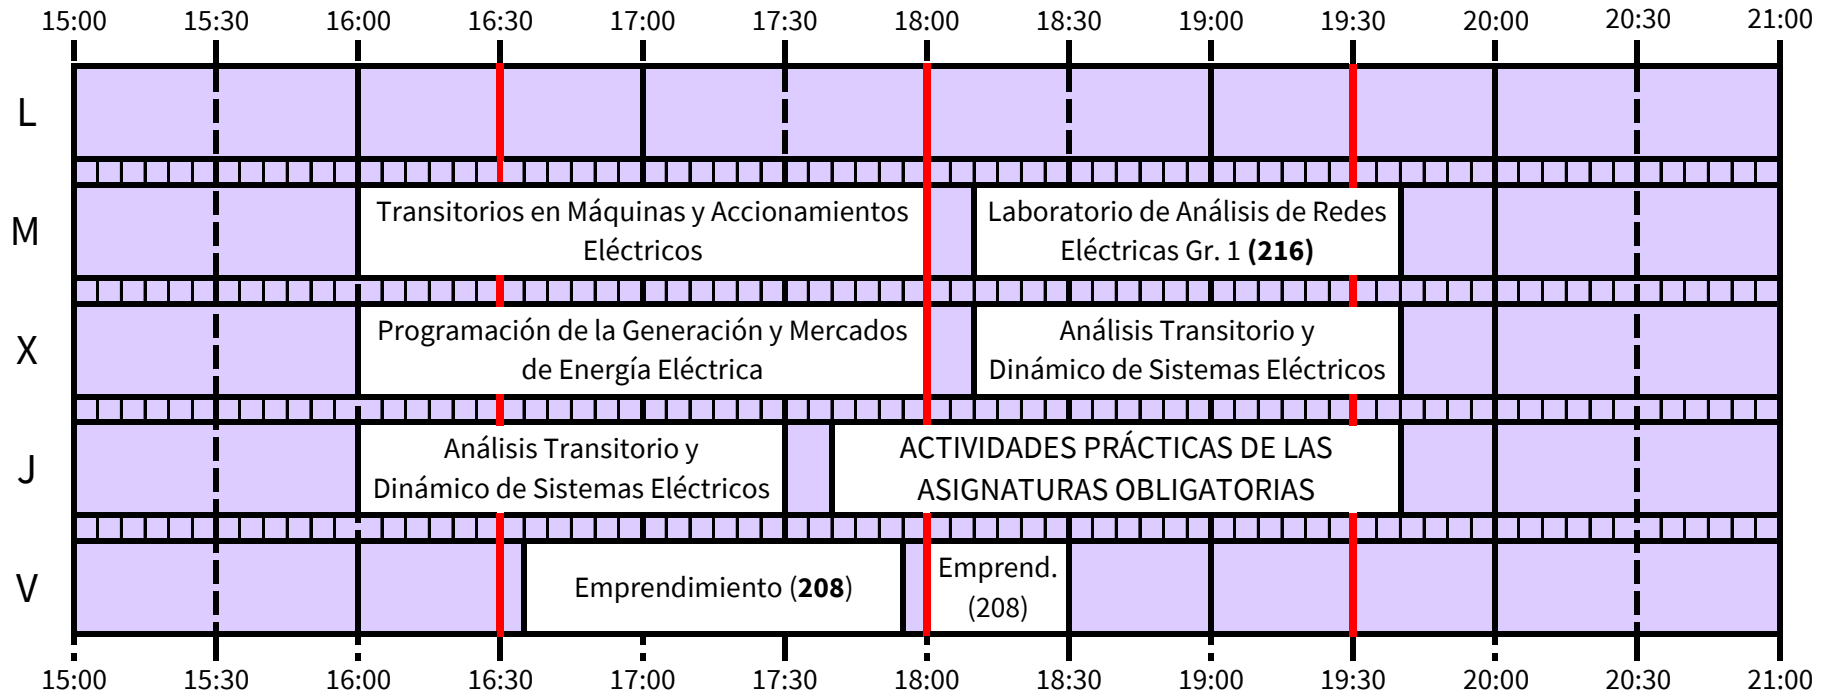 15:00 15:30 16:00 16:30 17:00 17:30 18:00 18:30 19:00 19:30 20:00 20:30 21:00
L
M
Transitorios en Máquinas y Accionamientos
Eléctricos
Laboratorio de Análisis de Redes
Eléctricas Gr. 1 (216)
X
Programación de la Generación y Mercados
de Energía Eléctrica
Análisis Transitorio y
Dinámico de Sistemas Eléctricos
J
Análisis Transitorio y
Dinámico de Sistemas Eléctricos
ACTIVIDADES PRÁCTICAS DE LAS
ASIGNATURAS OBLIGATORIAS
V
Emprendimiento (208)
Emprend.
(208)
15:00 15:30 16:00 16:30 17:00 17:30 18:00 18:30 19:00 19:30 20:00 20:30 21:00